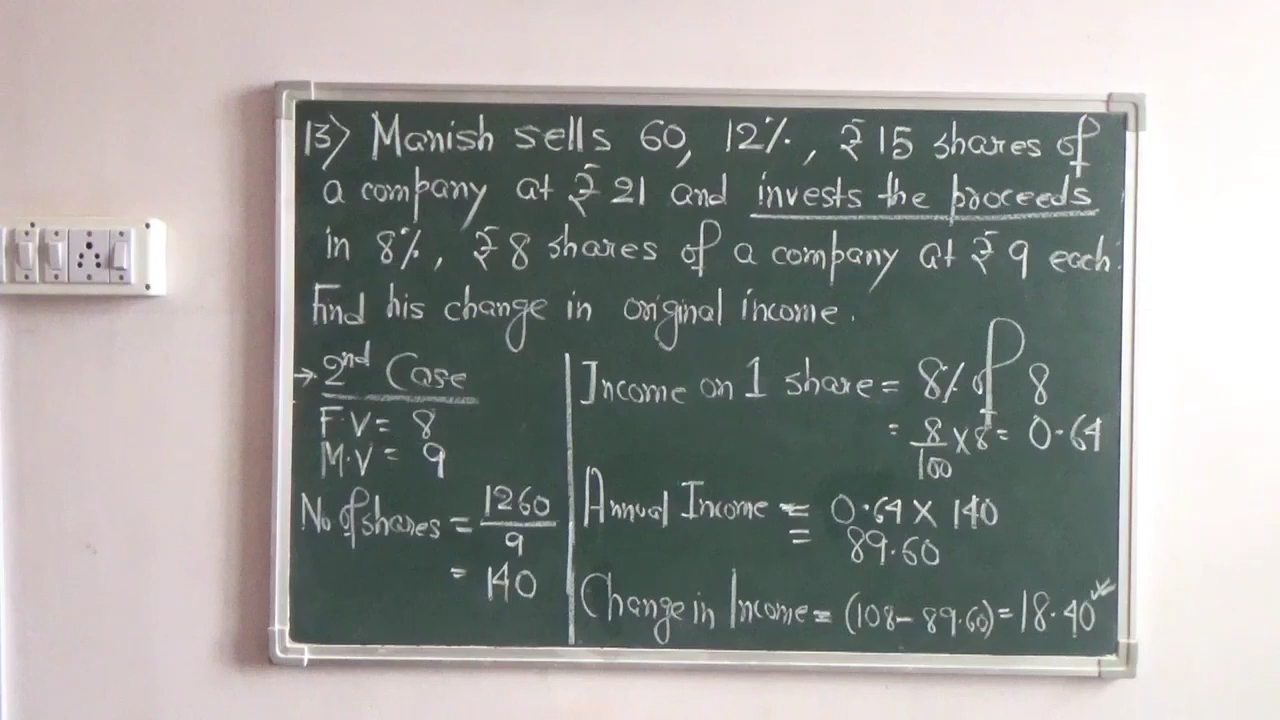 13) Manish sells 60, 12%, ₹15 shares of
a company at ₹21 and invests the proceeds
in 8%, ₹8 shares of a company at ₹9 each.
Find his change in original income.
→ 2nd Case
F.V = 8
M.V = 9
No of shares = 1260/9
= 140
Income on 1 share = 8% of 8
= 8/100 × 8 = 0.64
Annual Income = 0.64 × 140
= 89.60
Change in Income = (108 - 89.60) = 18.40